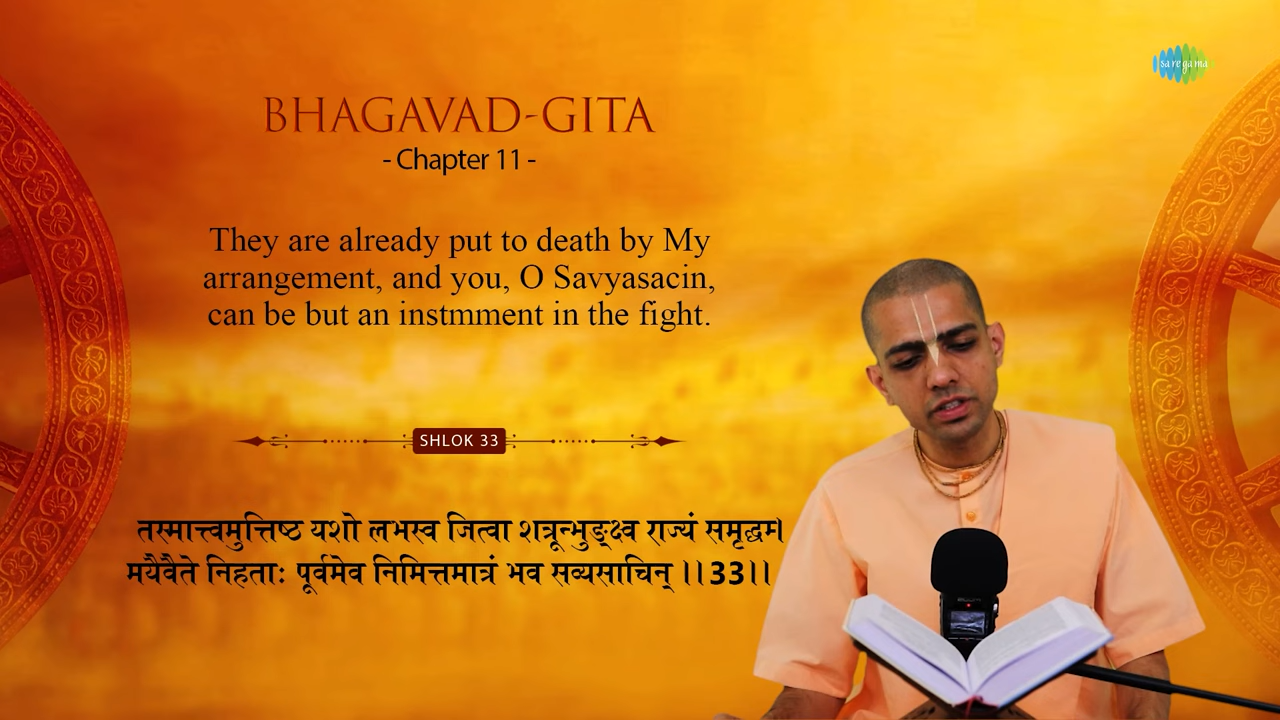 saregama
BHAGAVAD-GITA
- Chapter 11 -
They are already put to death by My
arrangement, and you, O Savyasacin,
can be but an instmment in the fight.
SHLOK 33
तस्मात्त्वमुत्तिष्ठ यशो लभस्व जित्वा शत्रून्भुङ्क्ष्व राज्यं समृद्धम्।
मयैवैते निहताः पूर्वमेव निमित्तमात्रं भव सव्यसाचिन् ।।33।।